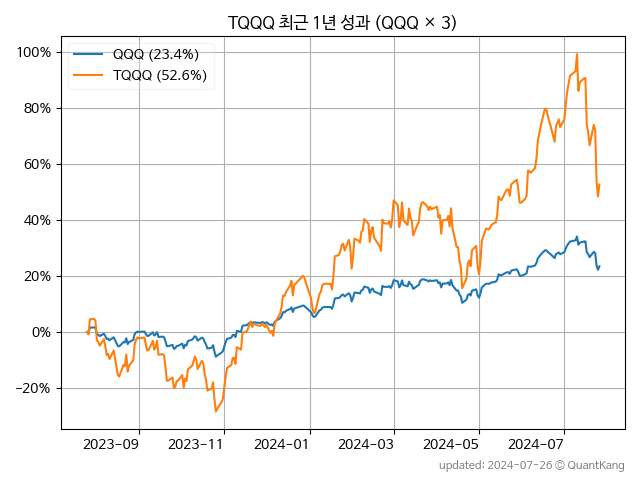 TQQQ 최근 1년 성과 (QQQ × 3)
QQQ (23.4%)
TQQQ (52.6%)
100%
80%
60%
40%
20%
0%
−20%
2023-09 2023-11 2024-01 2024-03 2024-05 2024-07
updated: 2024-07-26 © QuantKang